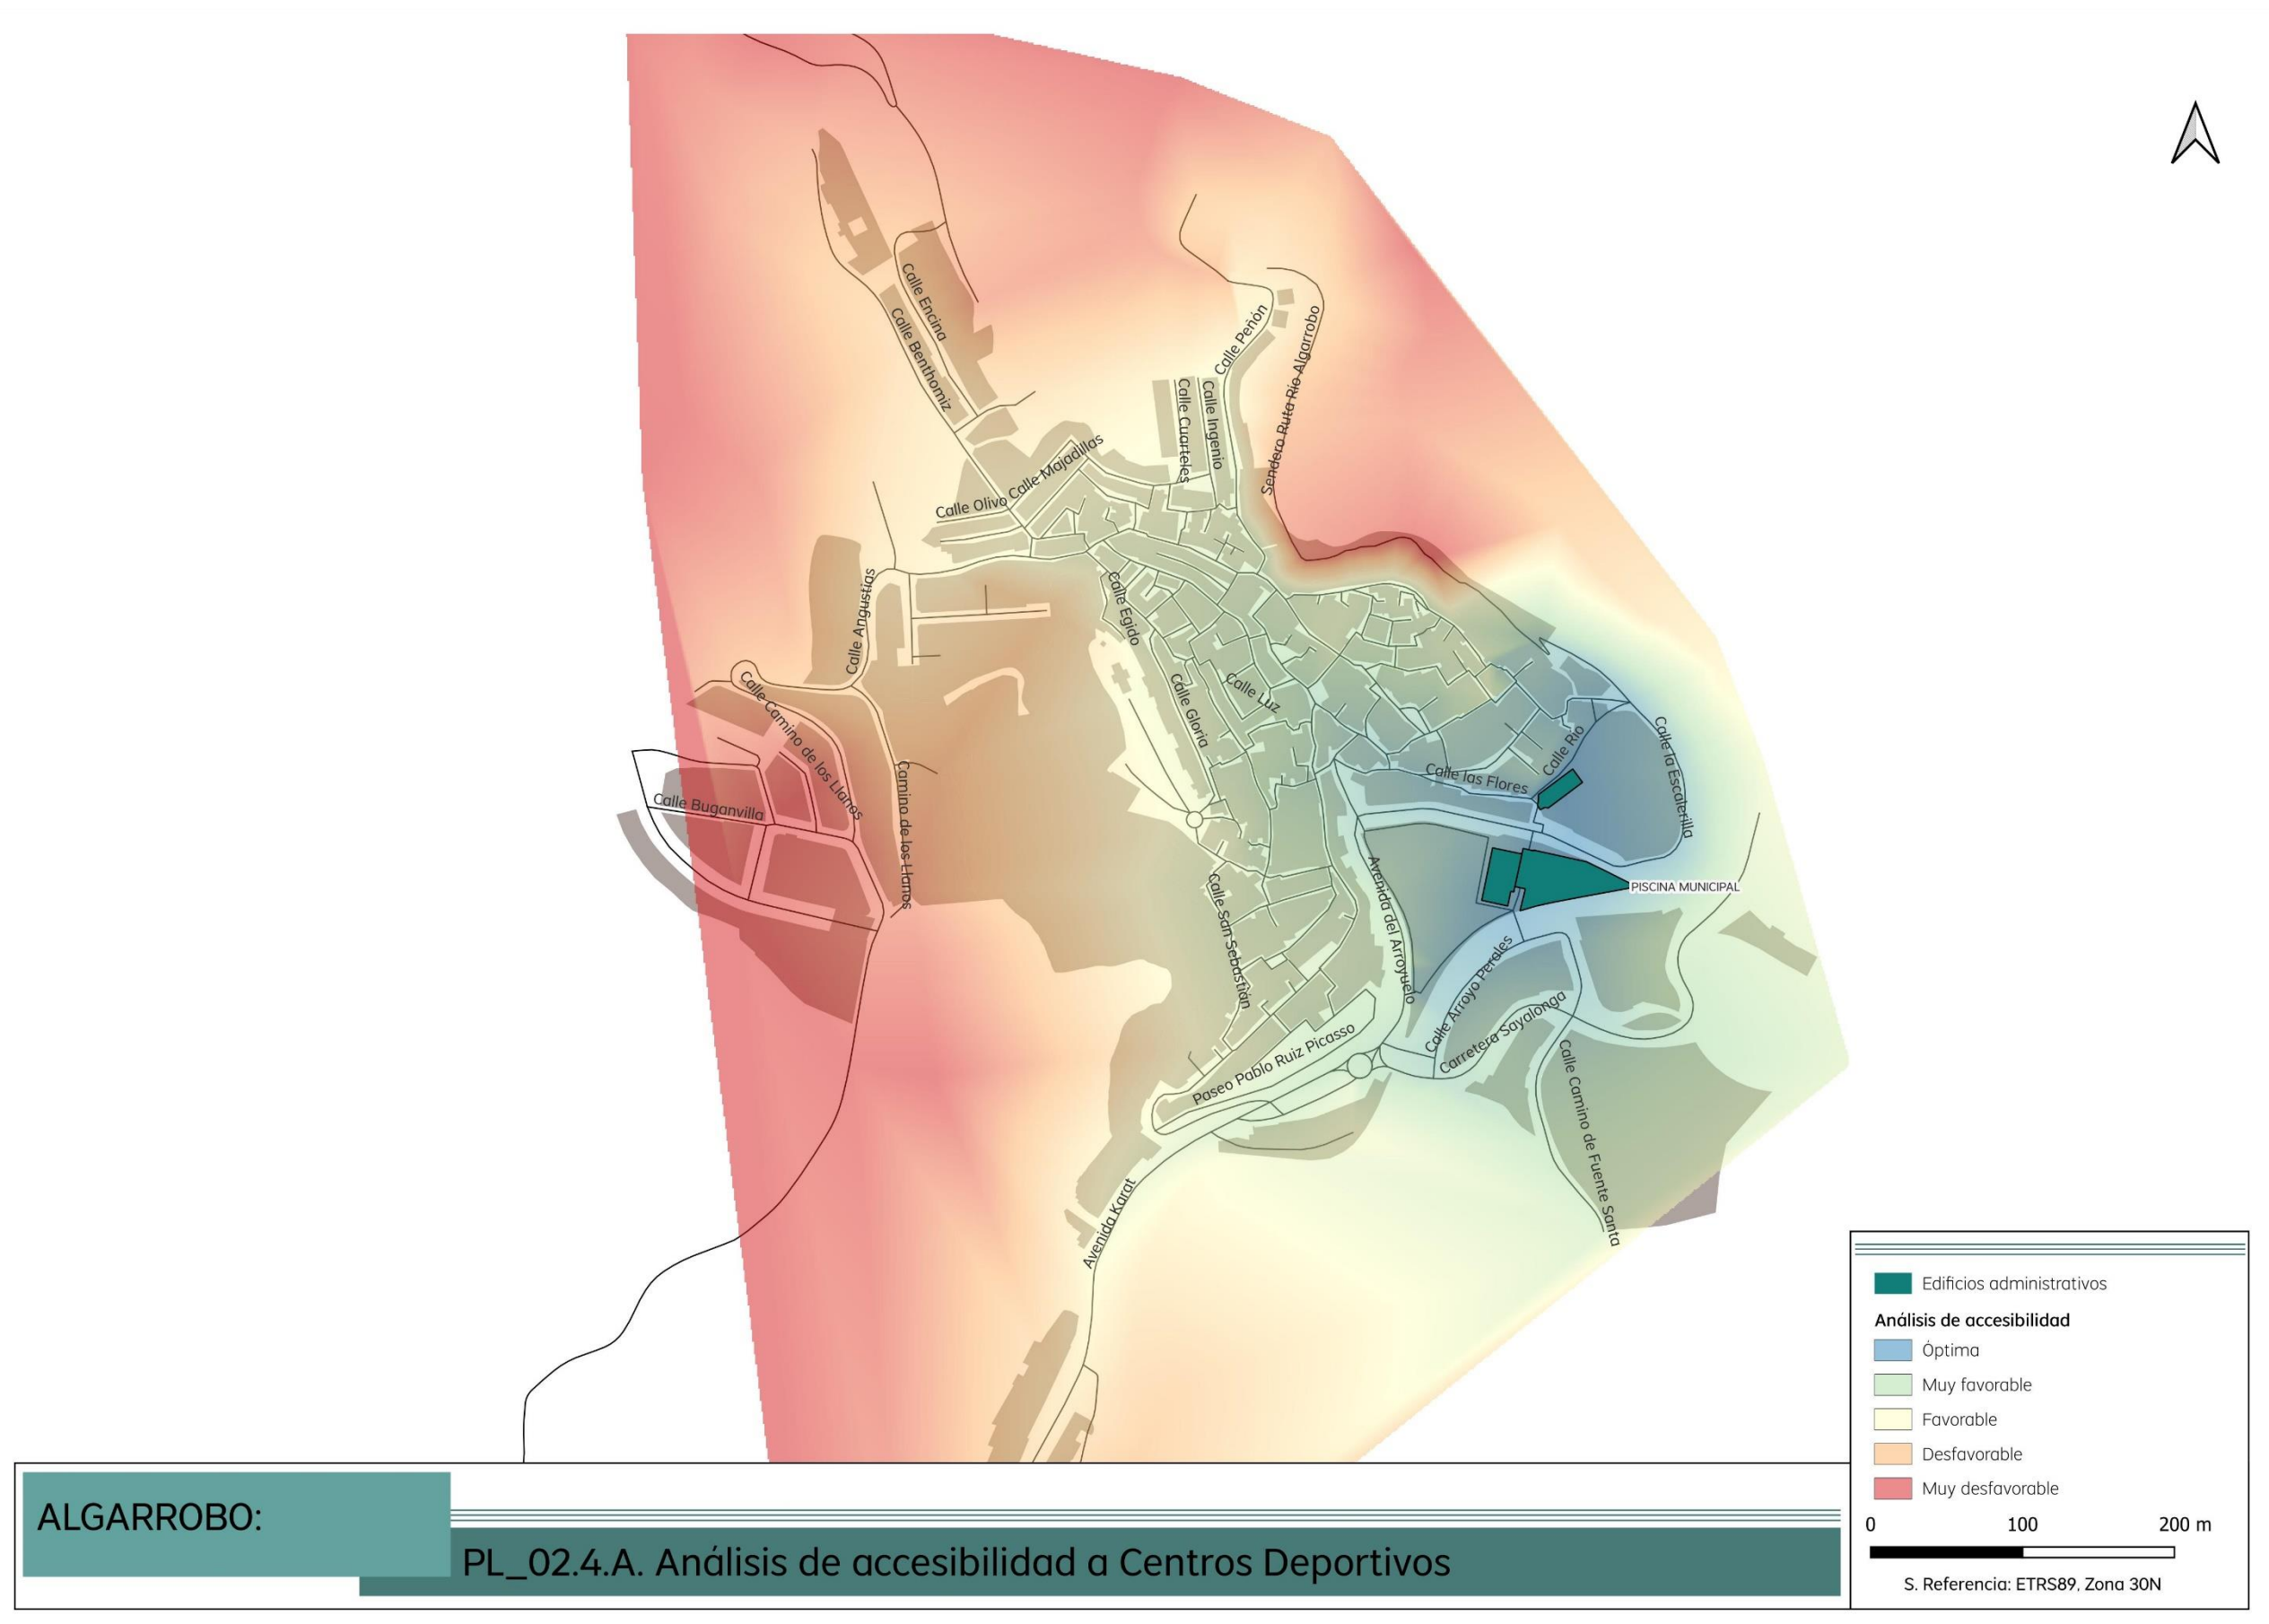 Calle Encina
Calle Benthomiz
Calle Peñón
Sendero Ruta Rio Algarrobo
Calle Cuarteles
Calle Ingenio
Calle Majadillas
Calle Olivo
Calle Angustias
Calle Egido
Calle Gloria
Calle Luz
Calle Camino de los Llanos
Calle Buganvilla
Camino de los Llanos
Calle Río
Calle las Flores
Calle la Escalerilla
PISCINA MUNICIPAL
Avenida del Arroyuelo
Calle San Sebastián
Calle Arroyo Perales
Carretera Sayalonga
Paseo Pablo Ruiz Picasso
Calle Camino de Fuente Santa
Avenida Karat
Edificios administrativos
Análisis de accesibilidad
Óptima
Muy favorable
Favorable
Desfavorable
Muy desfavorable
0 100 200 m
S. Referencia: ETRS89, Zona 30N
ALGARROBO:
PL_02.4.A. Análisis de accesibilidad a Centros Deportivos